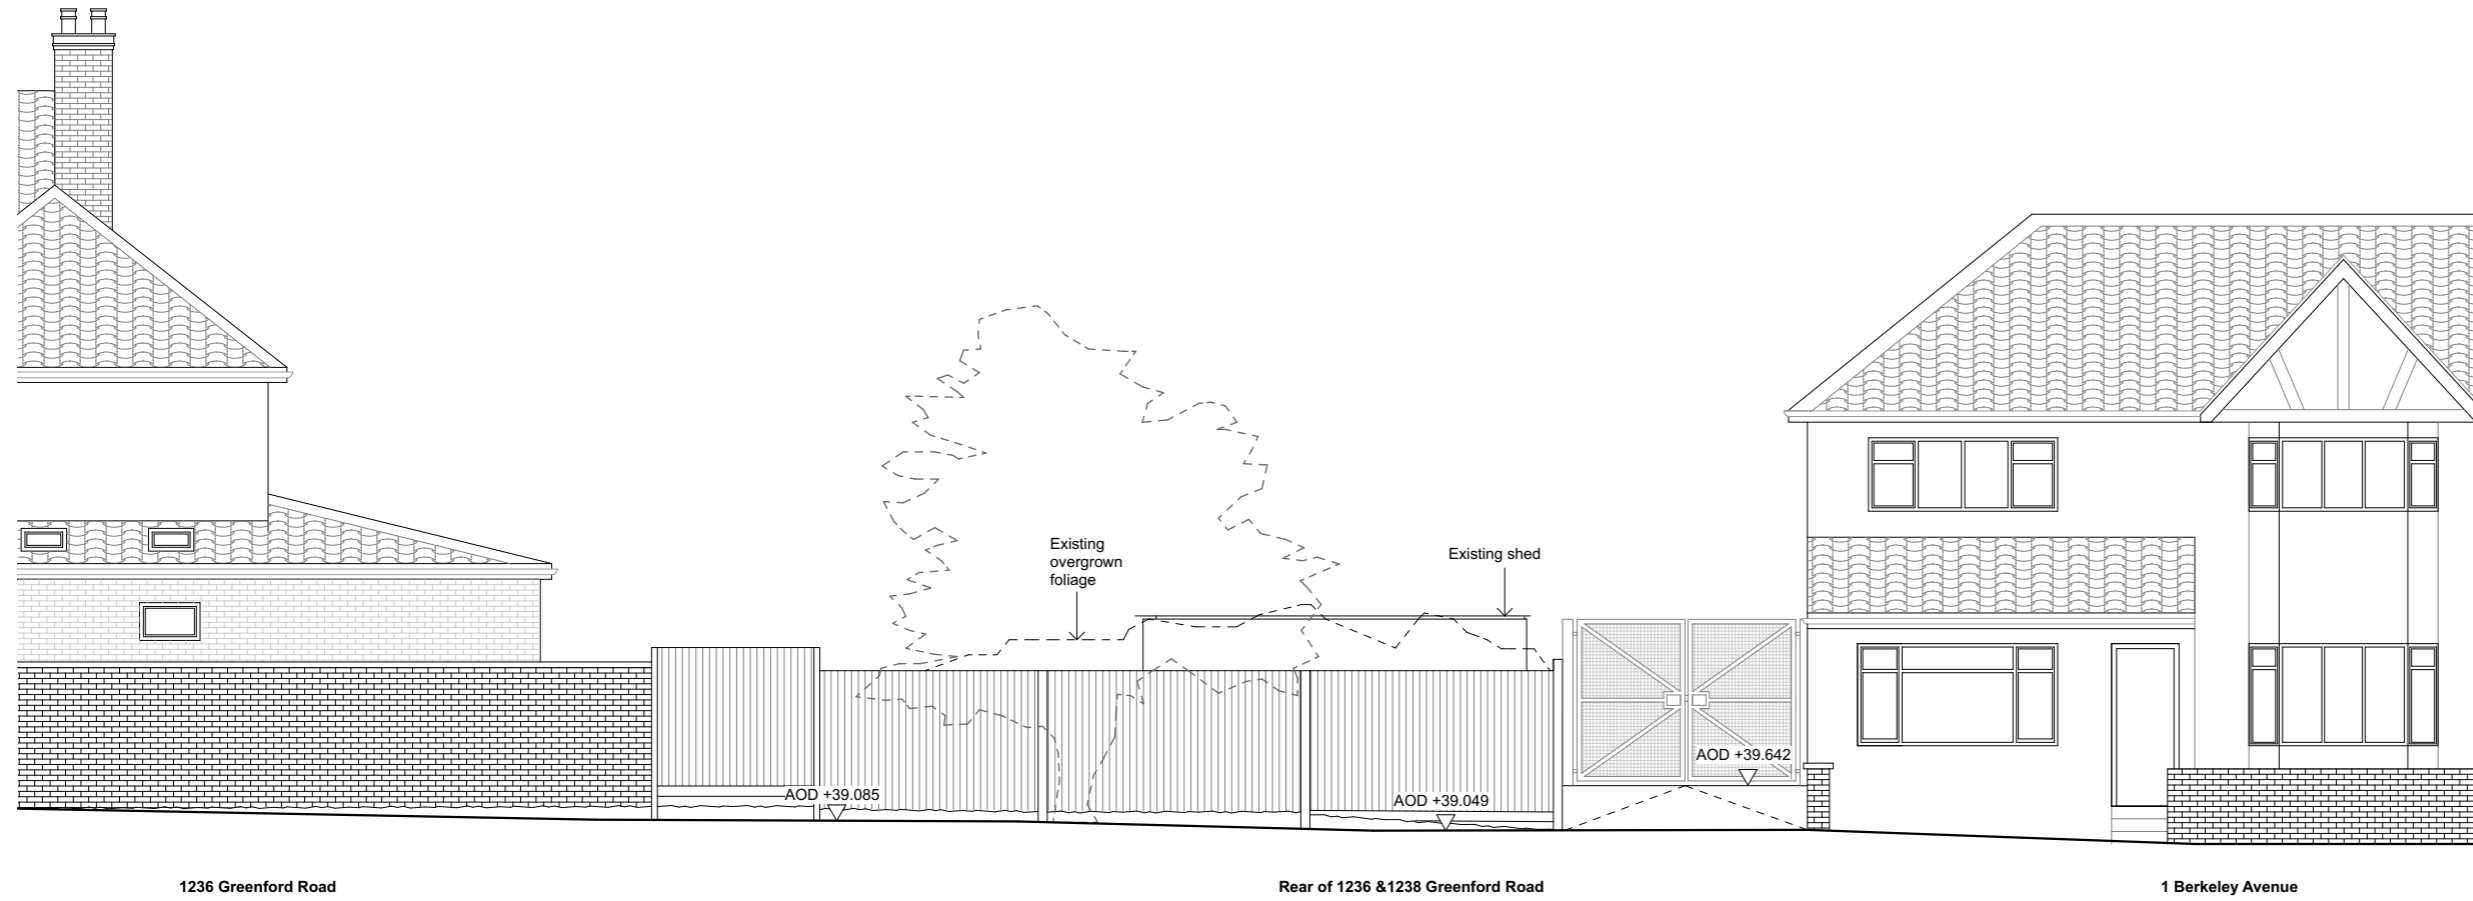 Existing
overgrown
foliage
Existing shed
AOD +39.642
AOD +39.085
AOD +39.049
1236 Greenford Road
Rear of 1236 &1238 Greenford Road
1 Berkeley Avenue